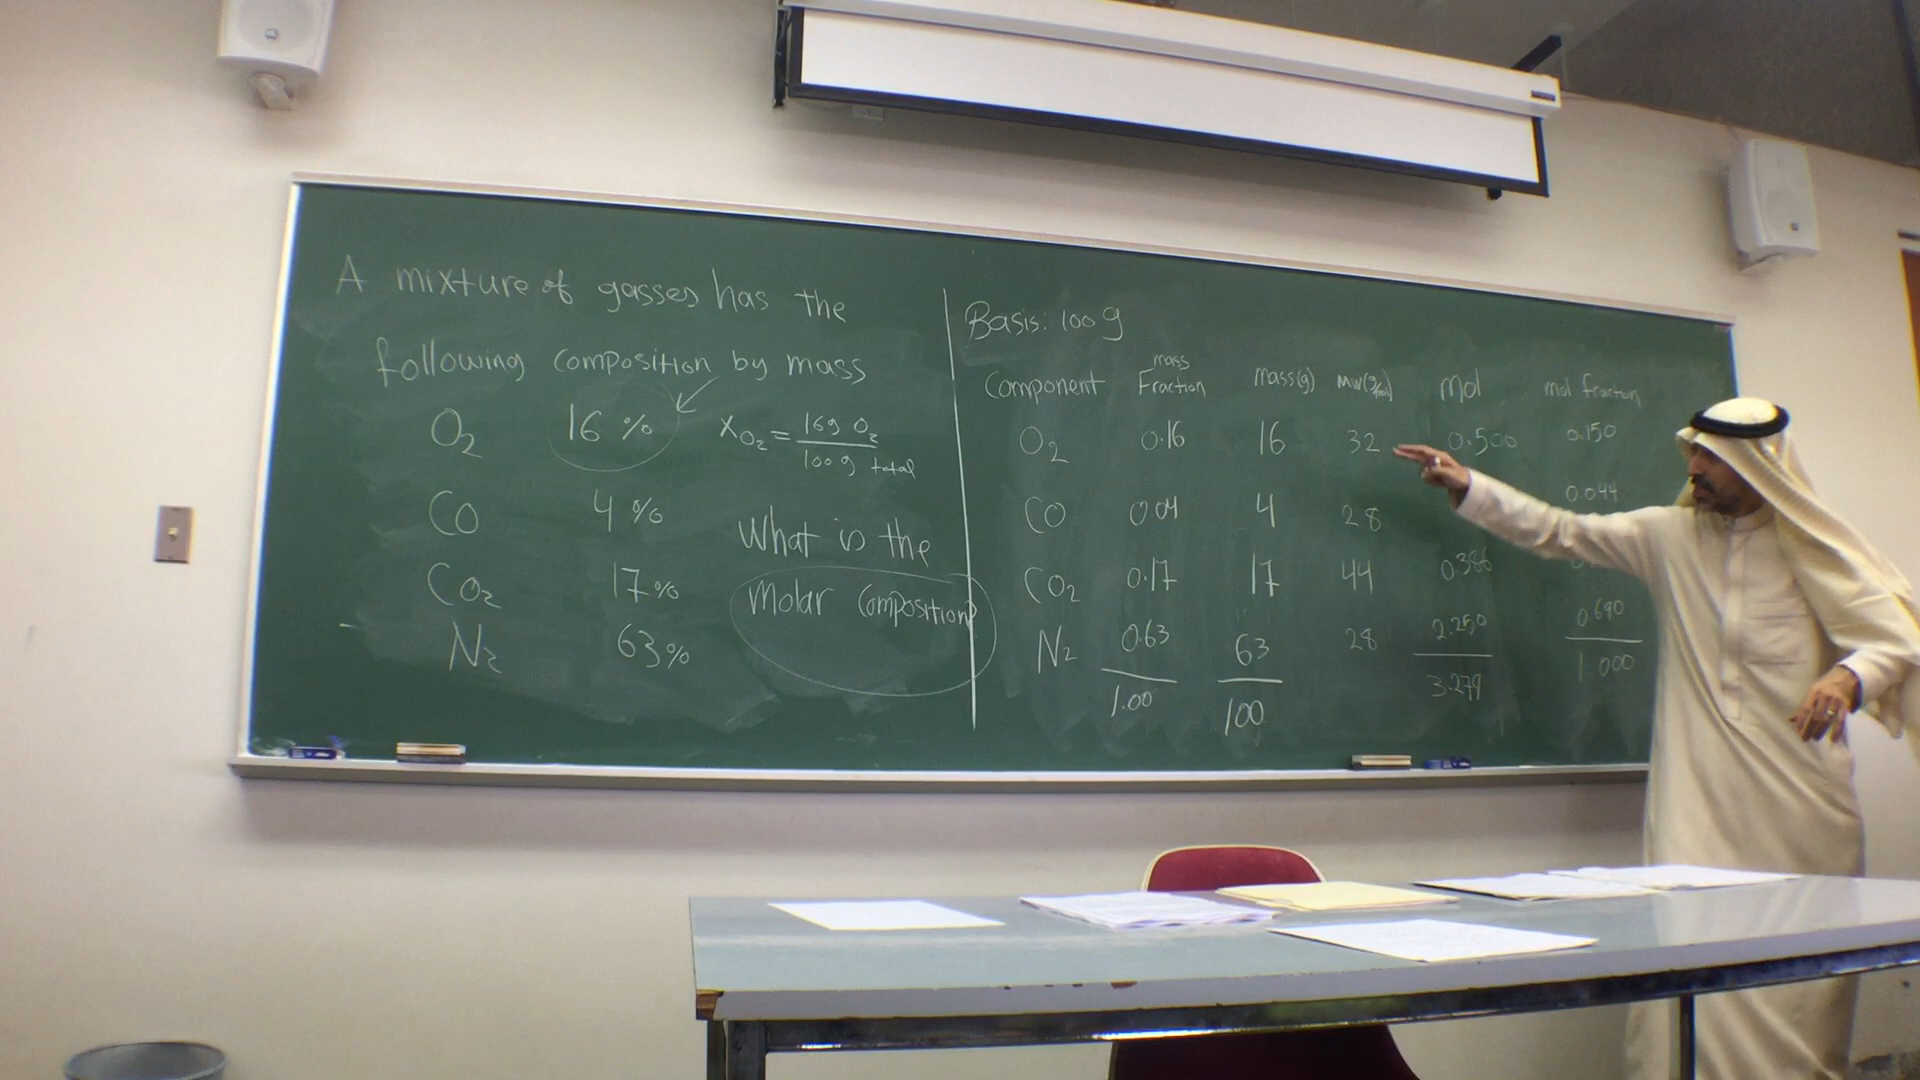 A mixture of gasses has the
following composition by mass
O₂ 16 %
X O₂ = 16g O₂ / 100 g total
CO 4 %
CO₂ 17 %
N₂ 63 %
What is the
Molar Composition?
Basis: 100 g
Component mass Fraction Mass(g) MW(g/mol) mol mol fraction
O₂ 0.16 16 32 0.500 0.150
CO 0.04 4 28 0.044
CO₂ 0.17 17 44 0.386
N₂ 0.63 63 28 2.250 0.690
1.00 100 3.279 1.000